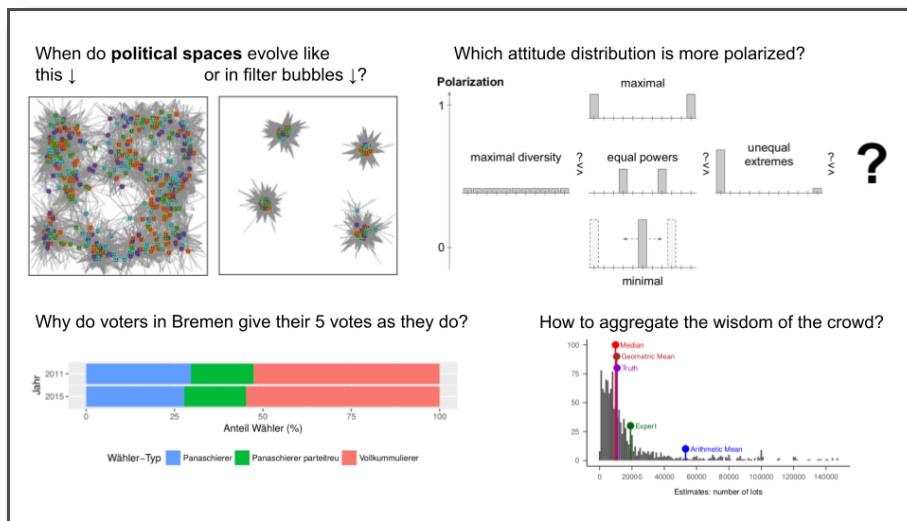 When do political spaces evolve like
this ↓ or in filter bubbles ↓?
Which attitude distribution is more polarized?
Polarization
1
0
maximal
maximal diversity
? < >
equal powers
? < >
unequal
extremes
? < >
?
minimal
Why do voters in Bremen give their 5 votes as they do?
Jahr
2011
2015
0 25 50 75 100
Anteil Wähler (%)
Wähler-Typ Panaschierer Panaschierer parteitreu Vollkummulierer
How to aggregate the wisdom of the crowd?
100
75
50
25
0
Median
Geometric Mean
Truth
Expert
Arithmetic Mean
0 20000 40000 60000 80000 100000 120000 140000
Estimates: number of lots